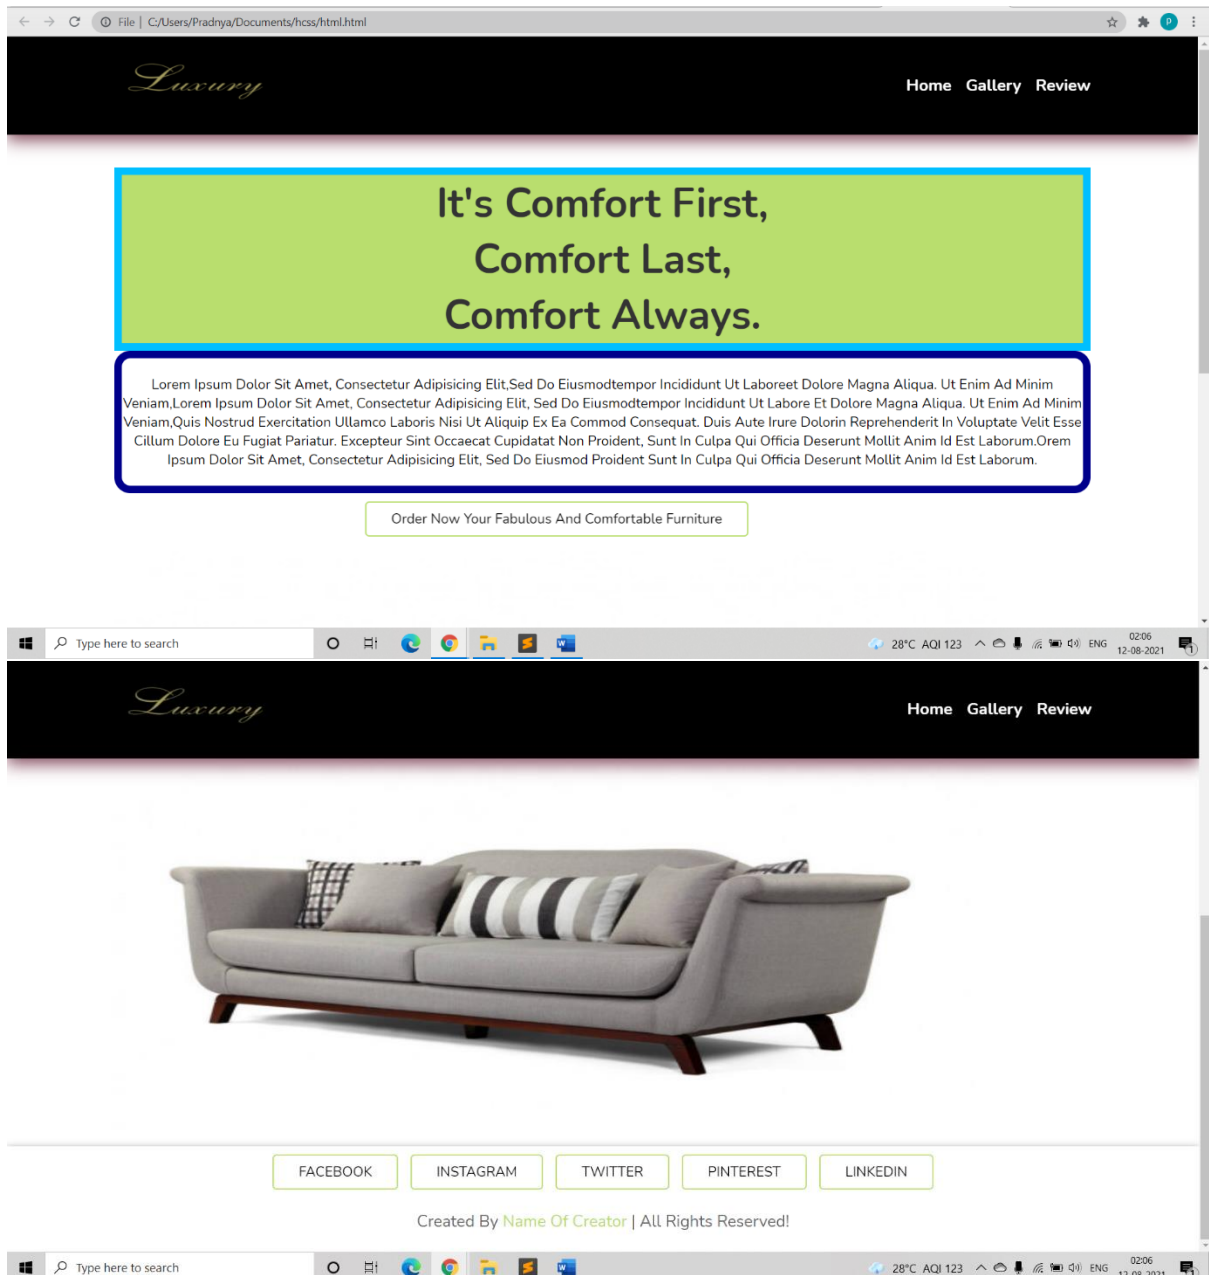 File | C:/Users/Pradnya/Documents/hcss/html.html
P
Luxury
Home Gallery Review
It's Comfort First,
Comfort Last,
Comfort Always.
Lorem Ipsum Dolor Sit Amet, Consectetur Adipisicing Elit,Sed Do Eiusmodtempor Incididunt Ut Laboreet Dolore Magna Aliqua. Ut Enim Ad Minim
Veniam,Lorem Ipsum Dolor Sit Amet, Consectetur Adipisicing Elit, Sed Do Eiusmodtempor Incididunt Ut Labore Et Dolore Magna Aliqua. Ut Enim Ad Minim
Veniam,Quis Nostrud Exercitation Ullamco Laboris Nisi Ut Aliquip Ex Ea Commod Consequat. Duis Aute Irure Dolorin Reprehenderit In Voluptate Velit Esse
Cillum Dolore Eu Fugiat Pariatur. Excepteur Sint Occaecat Cupidatat Non Proident, Sunt In Culpa Qui Officia Deserunt Mollit Anim Id Est Laborum.Orem
Ipsum Dolor Sit Amet, Consectetur Adipisicing Elit, Sed Do Eiusmod Proident Sunt In Culpa Qui Officia Deserunt Mollit Anim Id Est Laborum.
Order Now Your Fabulous And Comfortable Furniture
Type here to search
28°C AQI 123
ENG
02:06
12-08-2021
1
Luxury
Home Gallery Review
FACEBOOK INSTAGRAM TWITTER PINTEREST LINKEDIN
Created By Name Of Creator | All Rights Reserved!
Type here to search
28°C AQI 123
ENG
02:06
12-08-2021
1